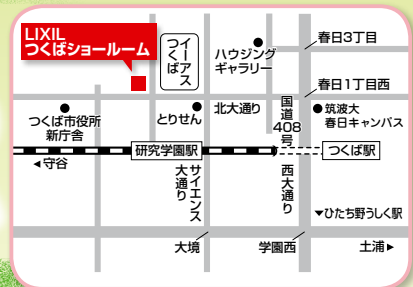 LIXIL
つくばショールーム
イーアス
つくば
ハウジング
ギャラリー
春日3丁目
春日1丁目西
つくば市役所
新庁舎
とりせん
北大通り
国道408号
筑波大
春日キャンパス
研究学園駅
つくば駅
◀守谷
サイエンス
大通り
西大通り
▼ひたち野うしく駅
大境
学園西
土浦▶